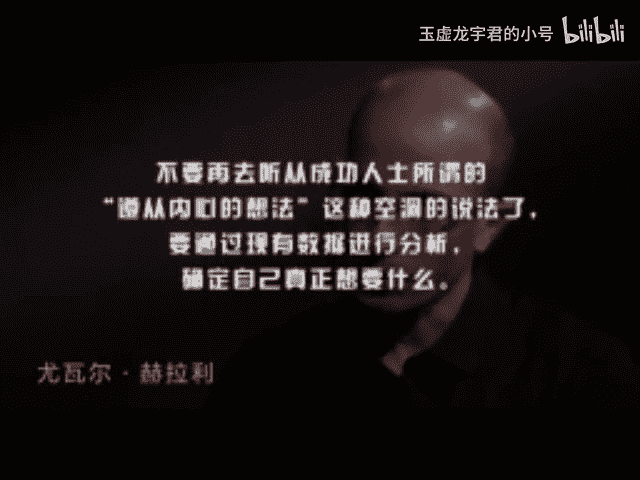 玉虚龙宇君的小号 bilibili
不要再去听从成功人士所谓的
“遵从内心的想法”这种空洞的说法了，
要通过现有数据进行分析，
确定自己真正想要什么。
尤瓦尔·赫拉利